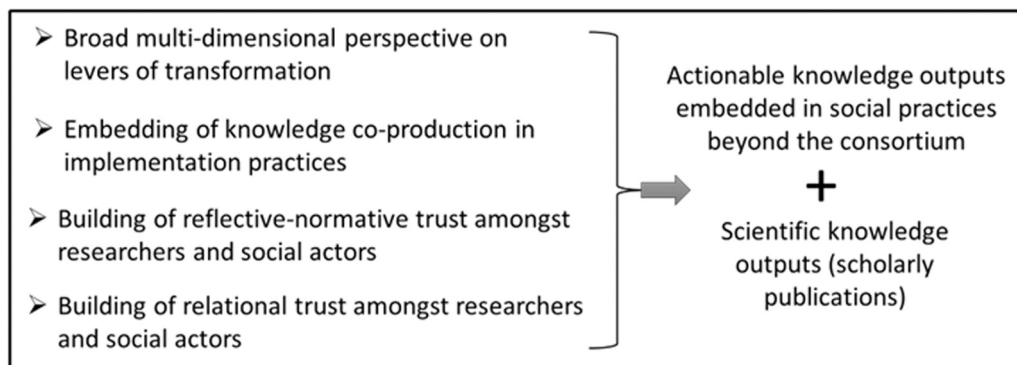 Broad multi-dimensional perspective on
levers of transformation
Embedding of knowledge co-production in
implementation practices
Building of reflective-normative trust amongst
researchers and social actors
Building of relational trust amongst researchers
and social actors
Actionable knowledge outputs
embedded in social practices
beyond the consortium
+
Scientific knowledge
outputs (scholarly
publications)